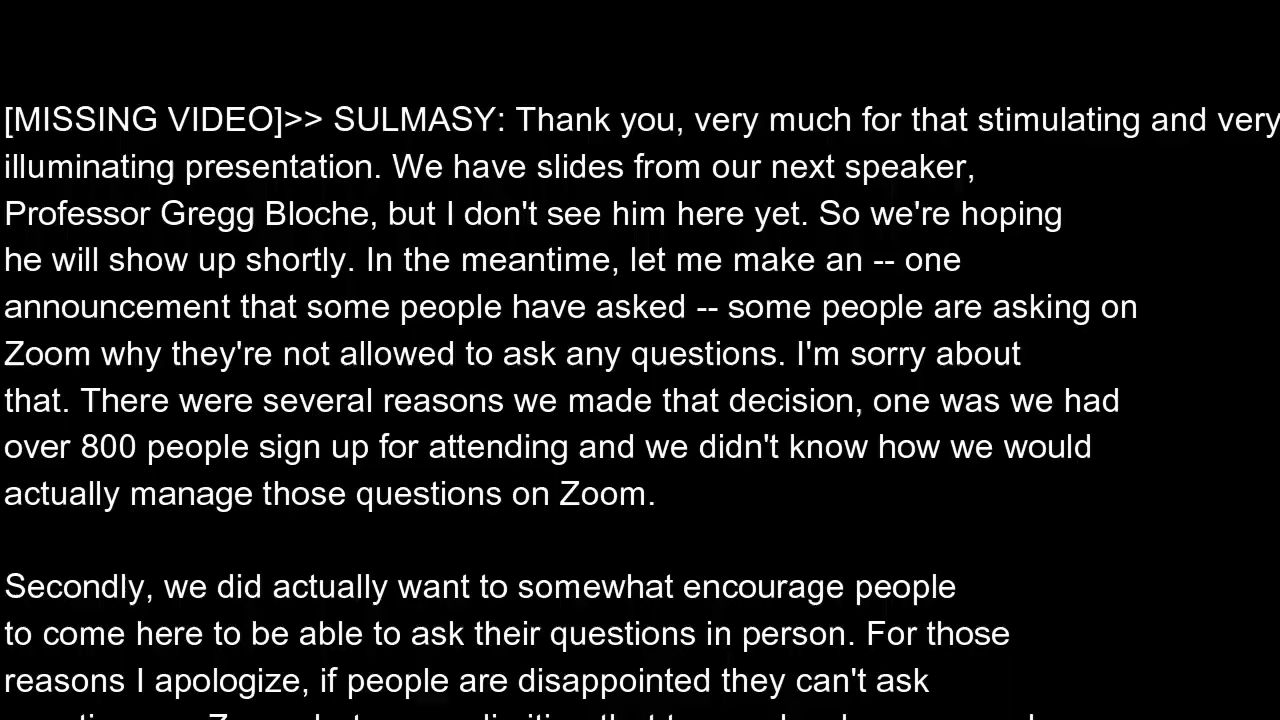 [MISSING VIDEO]>> SULMASY: Thank you, very much for that stimulating and very
illuminating presentation. We have slides from our next speaker,
Professor Gregg Bloche, but I don't see him here yet. So we're hoping
he will show up shortly. In the meantime, let me make an -- one
announcement that some people have asked -- some people are asking on
Zoom why they're not allowed to ask any questions. I'm sorry about
that. There were several reasons we made that decision, one was we had
over 800 people sign up for attending and we didn't know how we would
actually manage those questions on Zoom.
Secondly, we did actually want to somewhat encourage people
to come here to be able to ask their questions in person. For those
reasons I apologize, if people are disappointed they can't ask